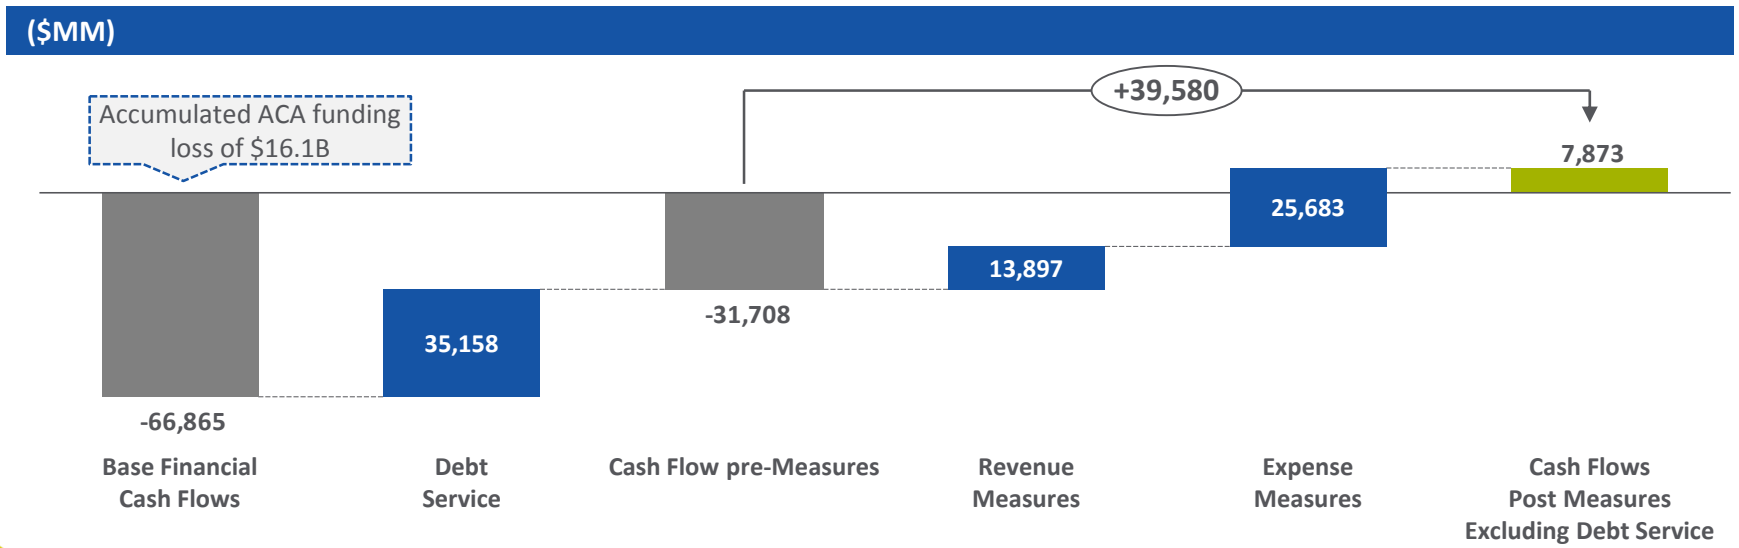 ($MM)
Accumulated ACA funding
loss of $16.1B
+39,580
7,873
25,683
13,897
-31,708
35,158
-66,865
Base Financial
Cash Flows
Debt
Service
Cash Flow pre-Measures
Revenue
Measures
Expense
Measures
Cash Flows
Post Measures
Excluding Debt Service